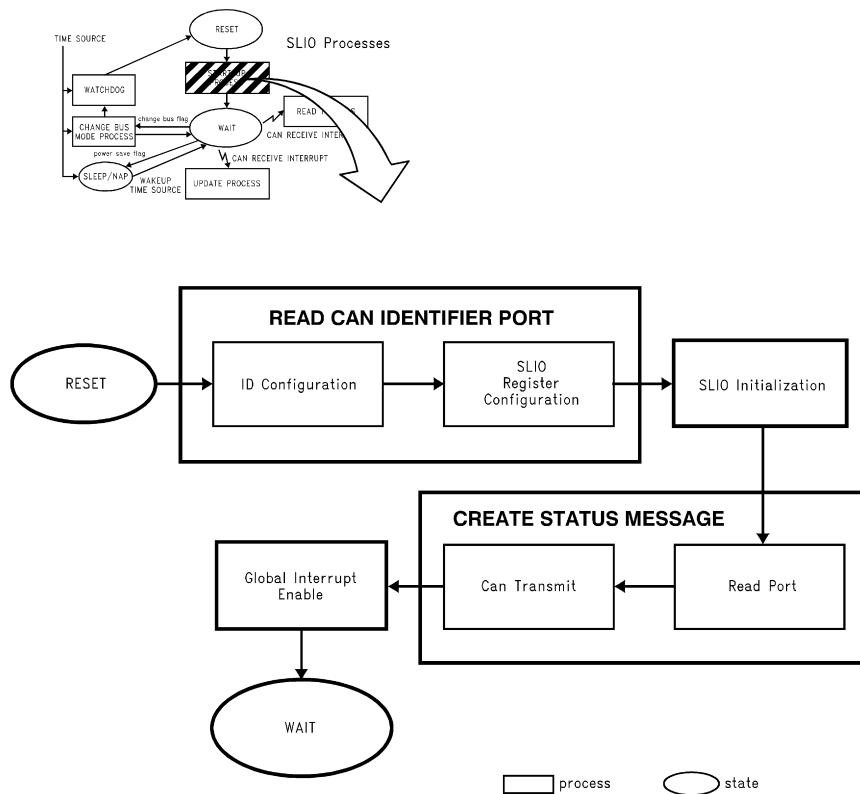 RESET
TIME SOURCE
SLIO Processes
WATCHDOG
change bus flag
CHANGE BUS
MODE PROCESS
WAIT
READ
CAN RECEIVE
power save flag
CAN RECEIVE INTERRUPT
SLEEP/NAP
WAKEUP
TIME SOURCE
UPDATE PROCESS
READ CAN IDENTIFIER PORT
RESET
ID Configuration
SLIO
Register
Configuration
SLIO Initialization
CREATE STATUS MESSAGE
Global Interrupt
Enable
Can Transmit
Read Port
WAIT
process
state